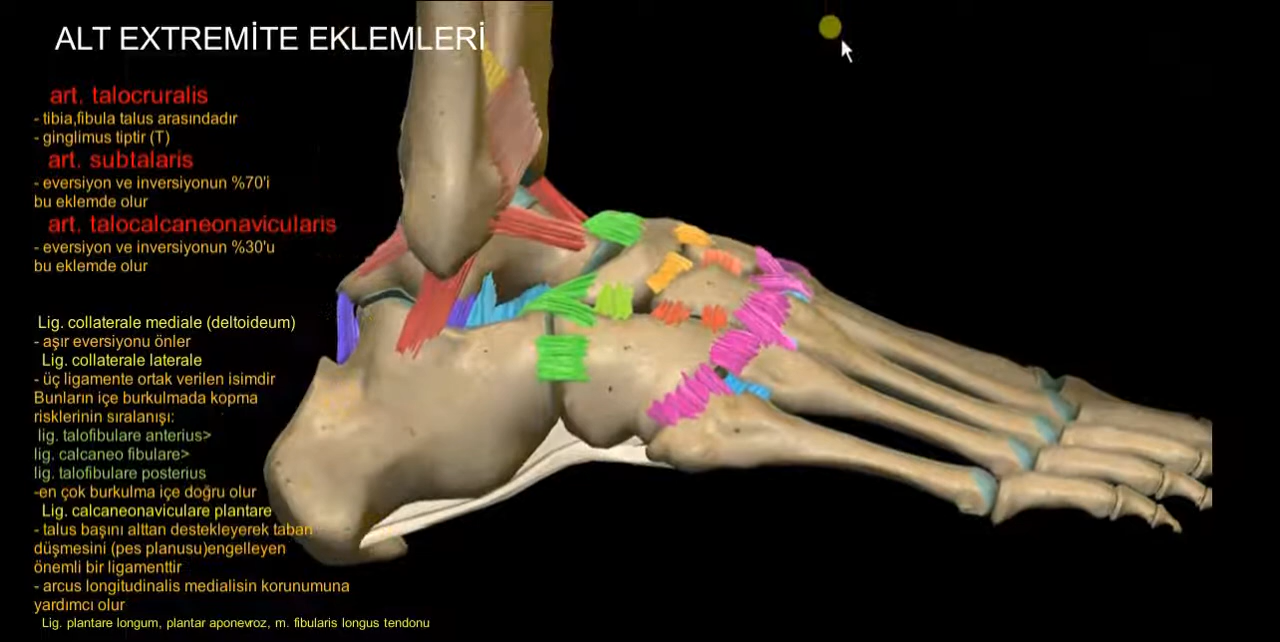 ALT EXTREMİTE EKLEMLERİ
art. talocruralis
- tibia,fibula talus arasındadır
- ginglimus tiptir (T)
art. subtalaris
- eversiyon ve inversiyonun %70'i
bu eklemde olur
art. talocalcaneonavicularis
- eversiyon ve inversiyonun %30'u
bu eklemde olur
Lig. collaterale mediale (deltoideum)
- aşır eversiyonu önler
Lig. collaterale laterale
- üç ligamente ortak verilen isimdir
Bunların içe burkulmada kopma
risklerinin sıralanışı:
lig. talofibulare anterius>
lig. calcaneo fibulare>
lig. talofibulare posterius
-en çok burkulma içe doğru olur
Lig. calcaneonaviculare plantare
- talus başını alttan destekleyerek taban
düşmesini (pes planusu)engelleyen
önemli bir ligamenttir
- arcus longitudinalis medialisin korunumuna
yardımcı olur
Lig. plantare longum, plantar aponevroz, m. fibularis longus tendonu